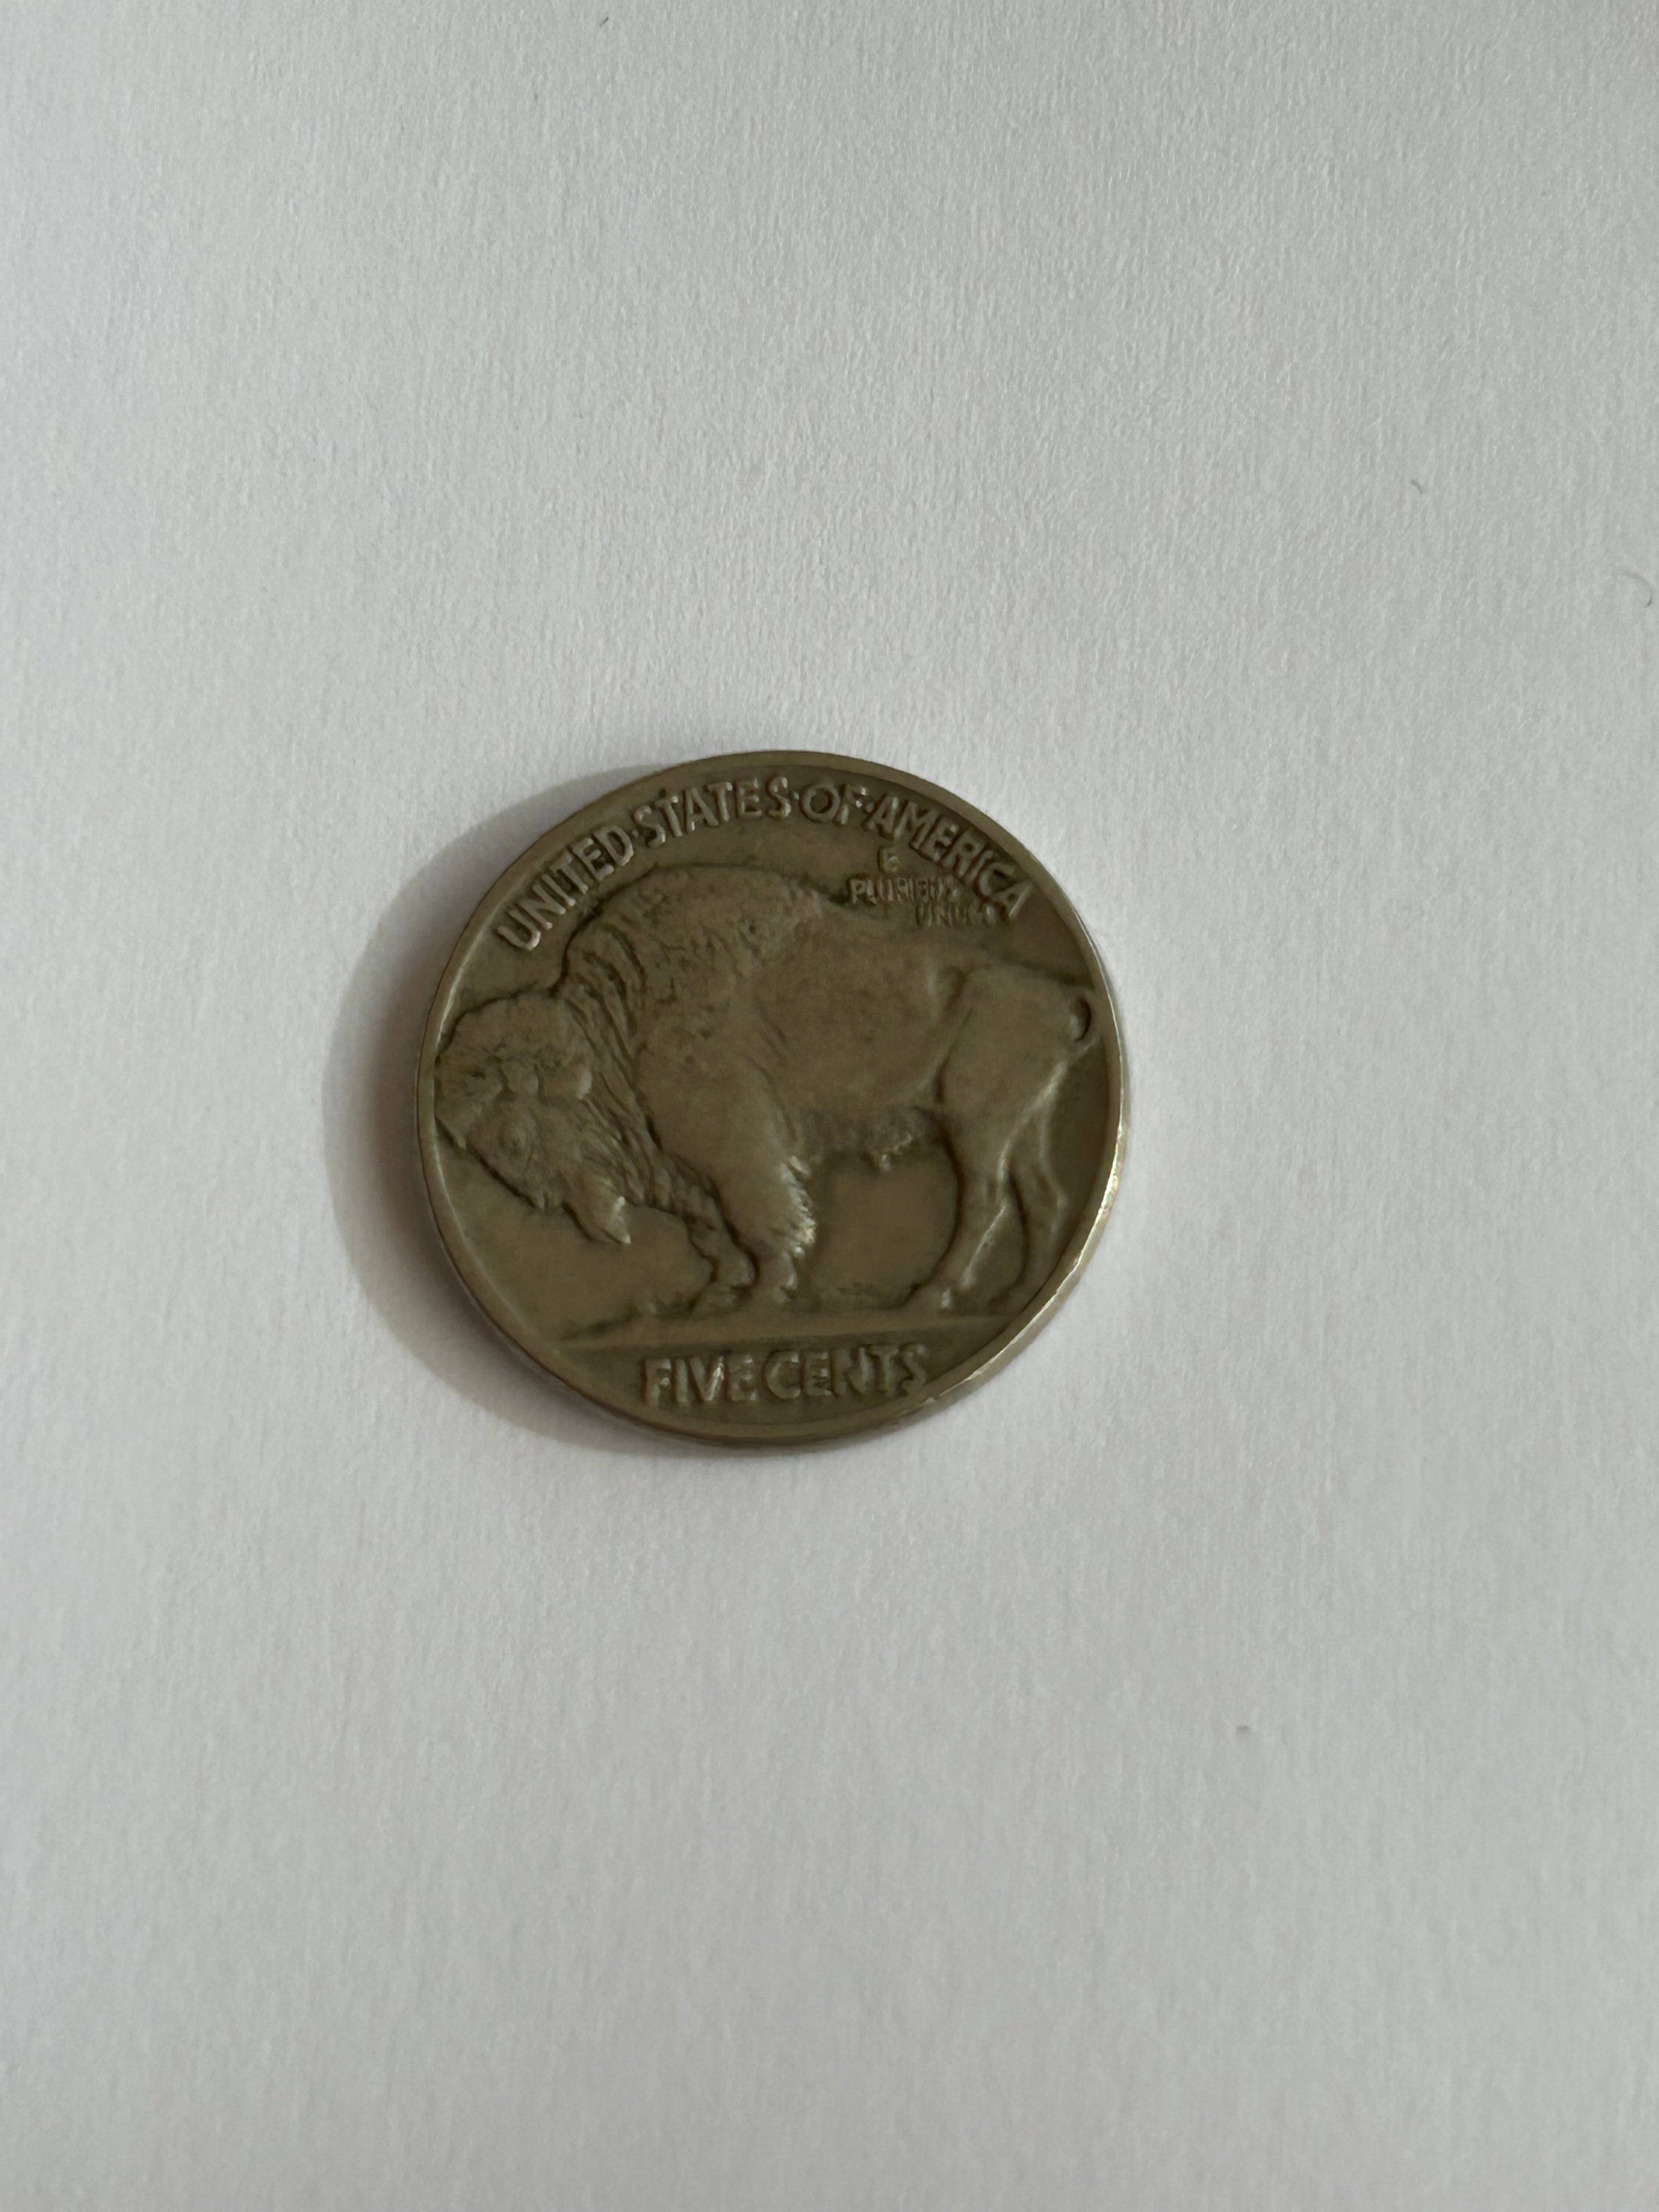 UNITED·STATES·OF·AMERICA
E
PLURIBUS
UNUM
FIVE CENTS